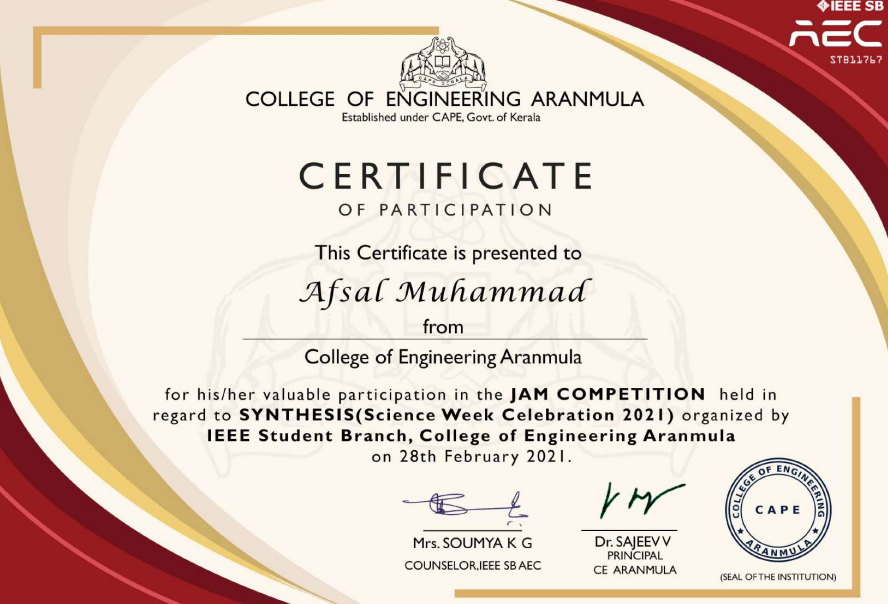 IEEE SB
AEC
STB11767
COLLEGE OF ENGINEERING ARANMULA
Established under CAPE, Govt. of Kerala
CERTIFICATE
OF PARTICIPATION
This Certificate is presented to
Afsal Muhammad
from
College of Engineering Aranmula
for his/her valuable participation in the JAM COMPETITION held in
regard to SYNTHESIS(Science Week Celebration 2021) organized by
IEEE Student Branch, College of Engineering Aranmula
on 28th February 2021.
Mrs. SOUMYA K G
COUNSELOR,IEEE SB AEC
Dr. SAJEEV V
PRINCIPAL
CE ARANMULA
COLLEGE OF ENGINEERING
CAPE
ARANMULA
(SEAL OF THE INSTITUTION)